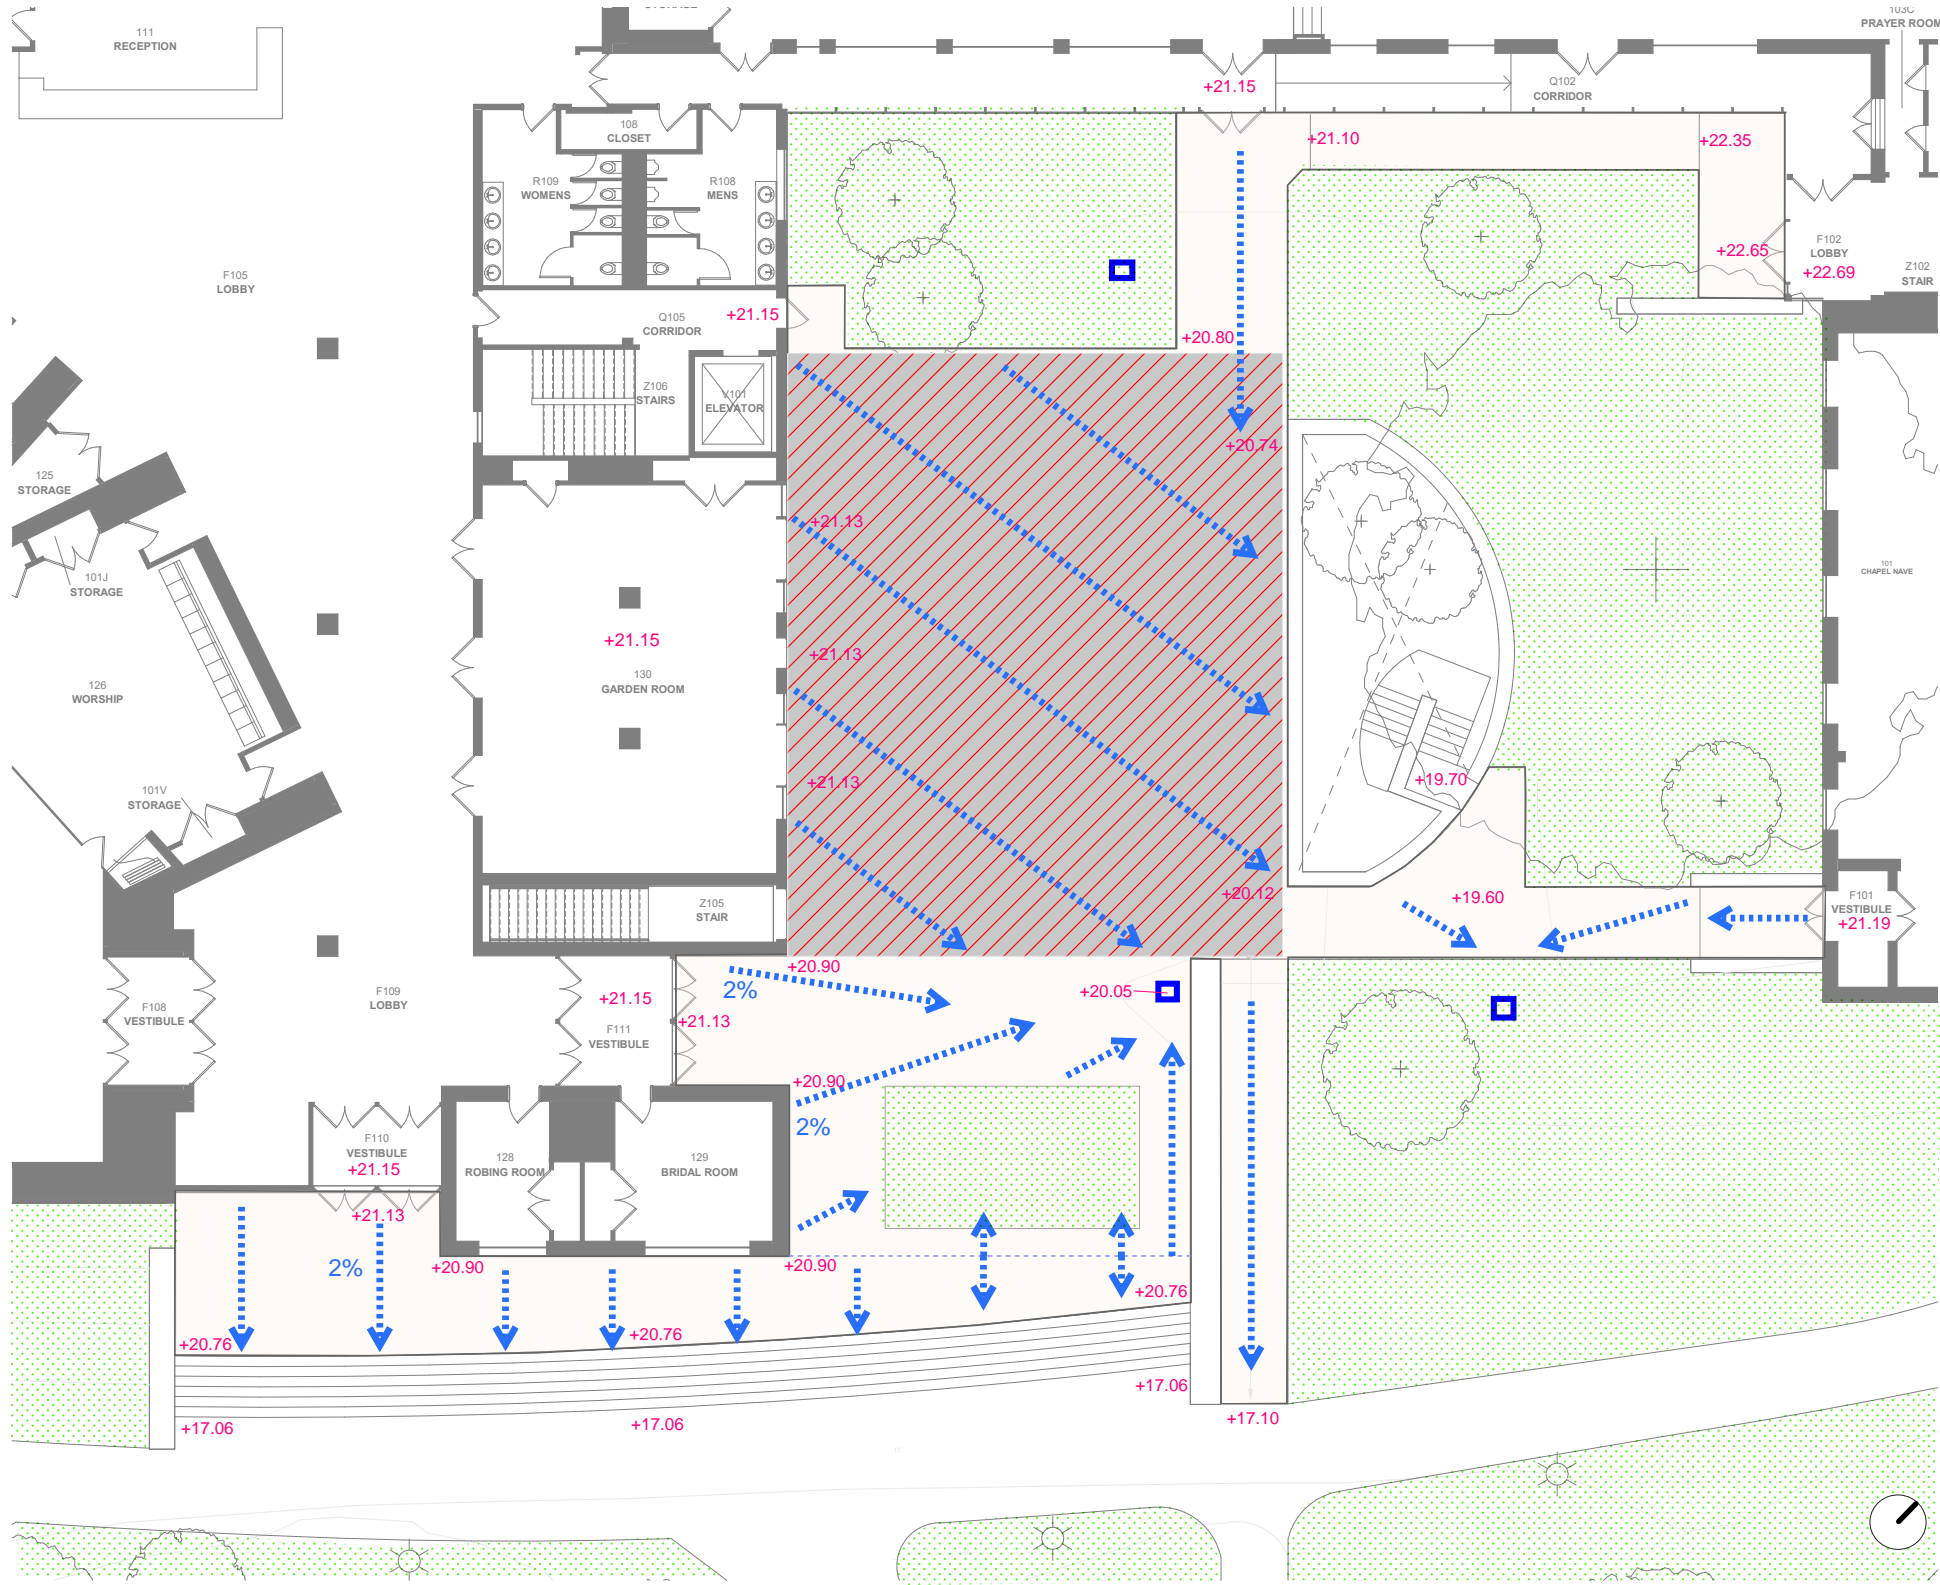 111
RECEPTION
103C
PRAYER ROOM
+21.15
Q102
CORRIDOR
108
CLOSET
+21.10
+22.35
R109
WOMENS
R108
MENS
F105
LOBBY
+22.65
F102
LOBBY
+22.69
Z102
STAIR
Q105
CORRIDOR
+21.15
+20.80
Z106
STAIRS
V101
ELEVATOR
+20.74
125
STORAGE
+21.13
101J
STORAGE
101
CHAPEL NAVE
+21.15
130
GARDEN ROOM
+21.13
126
WORSHIP
+21.13
+19.70
101V
STORAGE
Z105
STAIR
+20.12
+19.60
F101
VESTIBULE
+21.19
+20.90
2%
+20.05
F109
LOBBY
+21.15
F108
VESTIBULE
+21.13
F111
VESTIBULE
+20.90
2%
F110
VESTIBULE
+21.15
128
ROBING ROOM
129
BRIDAL ROOM
+21.13
2%
+20.90
+20.90
+20.76
+20.76
+20.76
+17.06
+17.06
+17.06
+17.10